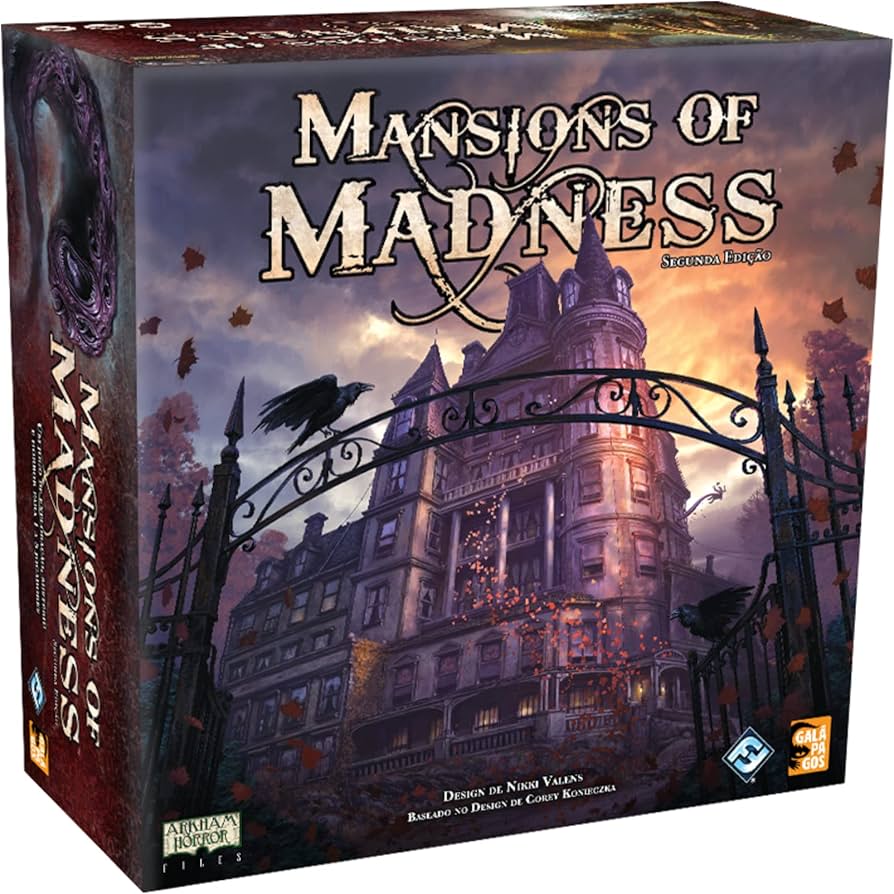 MANSIONS OF
MADNESS
SEGUNDA EDIÇÃO
DESIGN DE NIKKI VALENS
BASEADO NO DESIGN DE COREY KONIECZKA
GALÁ
PA
GOS
ARKHAM
HORROR
FILES
MANSIONS OF
MADNESS